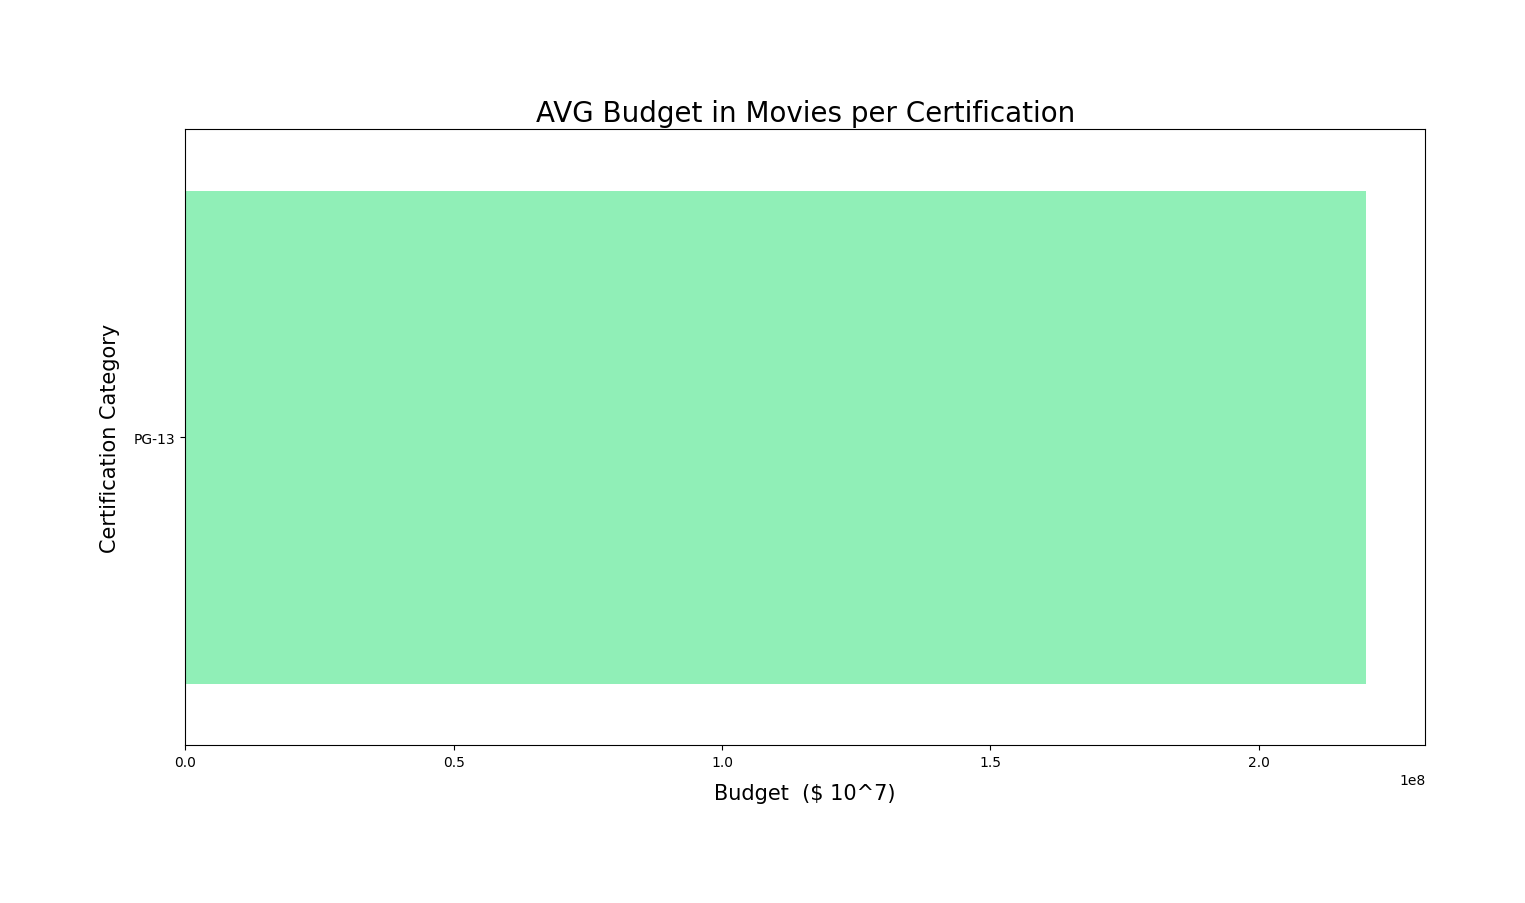 AVG Budget in Movies per Certification
Certification Category
PG-13
0.0 0.5 1.0 1.5 2.0
1e8
Budget  ($ 10^7)